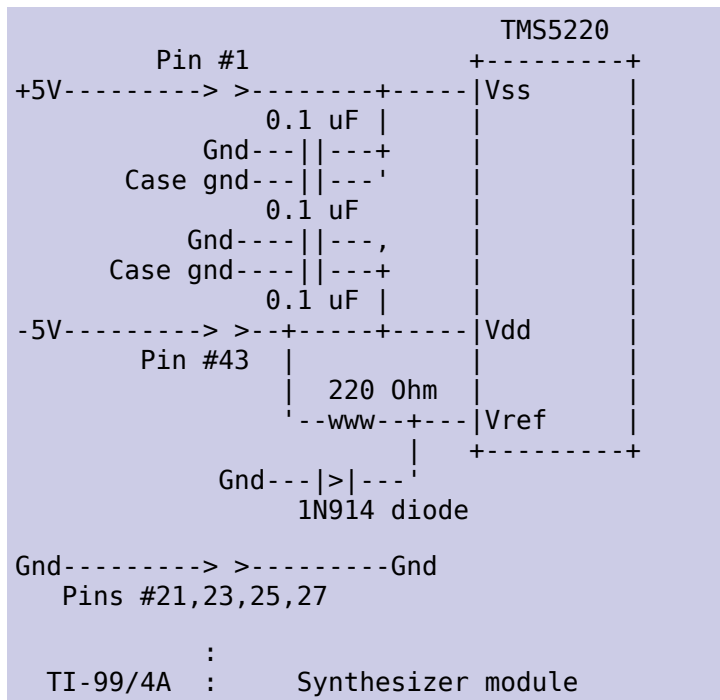 TMS5220
         Pin #1              +---------+
+5V---------> >--------+-----|Vss      |
                0.1 uF |     |         |
            Gnd---||---+     |         |
       Case gnd---||---'     |         |
                0.1 uF       |         |
           Gnd----||---,     |         |
      Case gnd----||---+     |         |
                0.1 uF |     |         |
-5V---------> >--+-----+-----|Vdd      |
        Pin #43  |           |         |
                 |  220 Ohm  |         |
                 '--www--+---|Vref     |
                         |   +---------+
             Gnd---|>|---'
                  1N914 diode

Gnd---------> >---------Gnd
   Pins #21,23,25,27

            :
  TI-99/4A  :     Synthesizer module